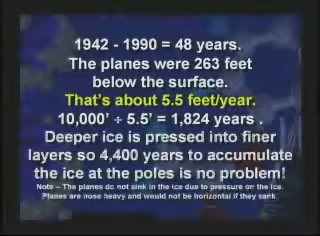 1942 - 1990 = 48 years.
The planes were 263 feet
below the surface.
That's about 5.5 feet/year.
10,000' ÷ 5.5' = 1,824 years .
Deeper ice is pressed into finer
layers so 4,400 years to accumulate
the ice at the poles is no problem!
Note – The planes do not sink in the ice due to pressure on the ice.
Planes are nose heavy and would not be horizontal if they sank.